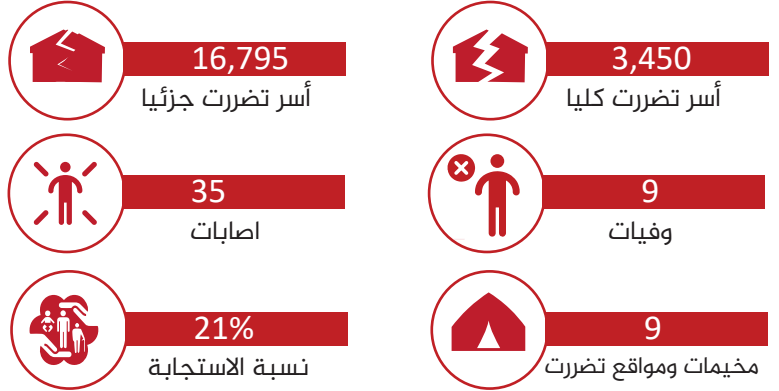 3,450
أسر تضررت كليا
16,795
أسر تضررت جزئيا
9
وفيات
35
اصابات
9
مخيمات ومواقع تضررت
21%
نسبة الاستجابة